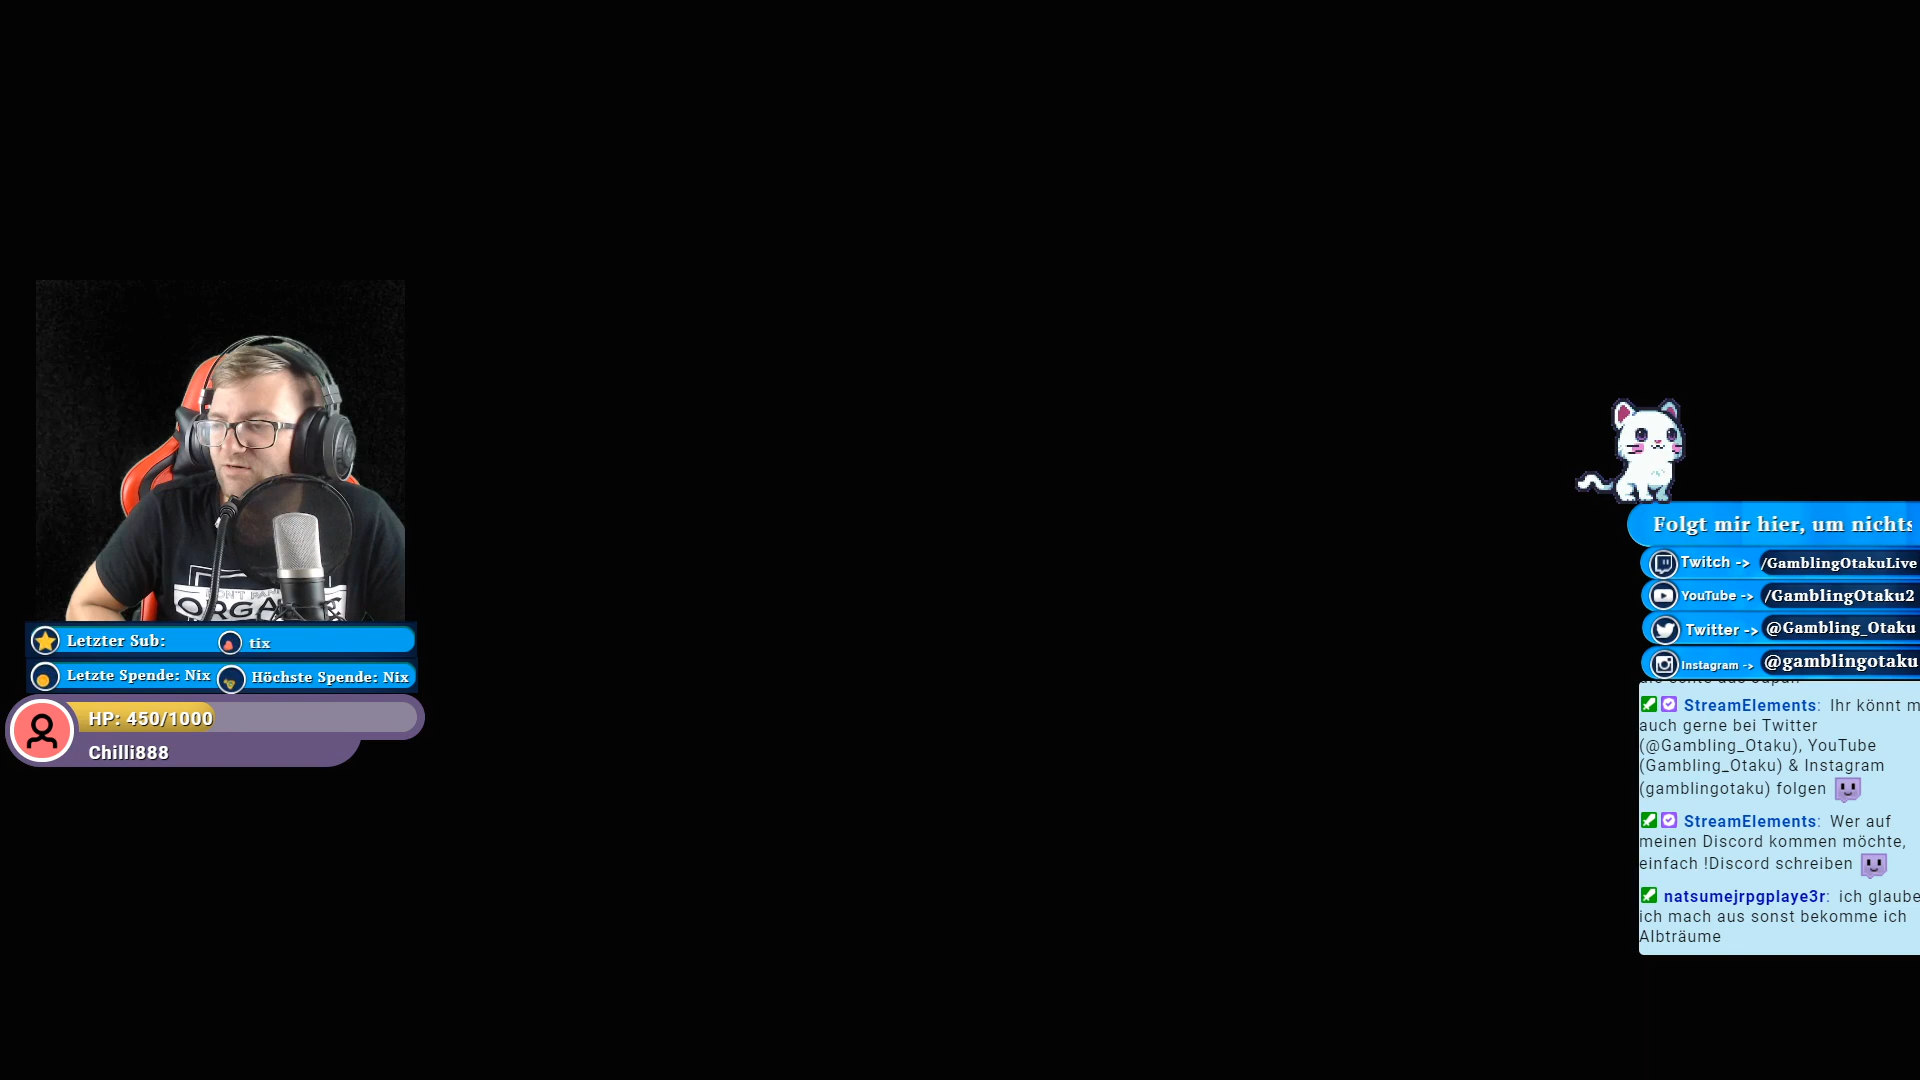 ORGA
Letzter Sub:
tix
Letzte Spende: Nix
Höchste Spende: Nix
HP: 450/1000
Chilli888
Folgt mir hier, um nichts
Twitch -> /GamblingOtakuLive
YouTube -> /GamblingOtaku2
Twitter -> @Gambling_Otaku
Instagram -> @gamblingotaku
StreamElements: Ihr könnt m
auch gerne bei Twitter
(@Gambling_Otaku), YouTube
(Gambling_Otaku) & Instagram
(gamblingotaku) folgen
StreamElements: Wer auf
meinen Discord kommen möchte,
einfach !Discord schreiben
natsumejrpgplaye3r: ich glaube
ich mach aus sonst bekomme ich
Albträume